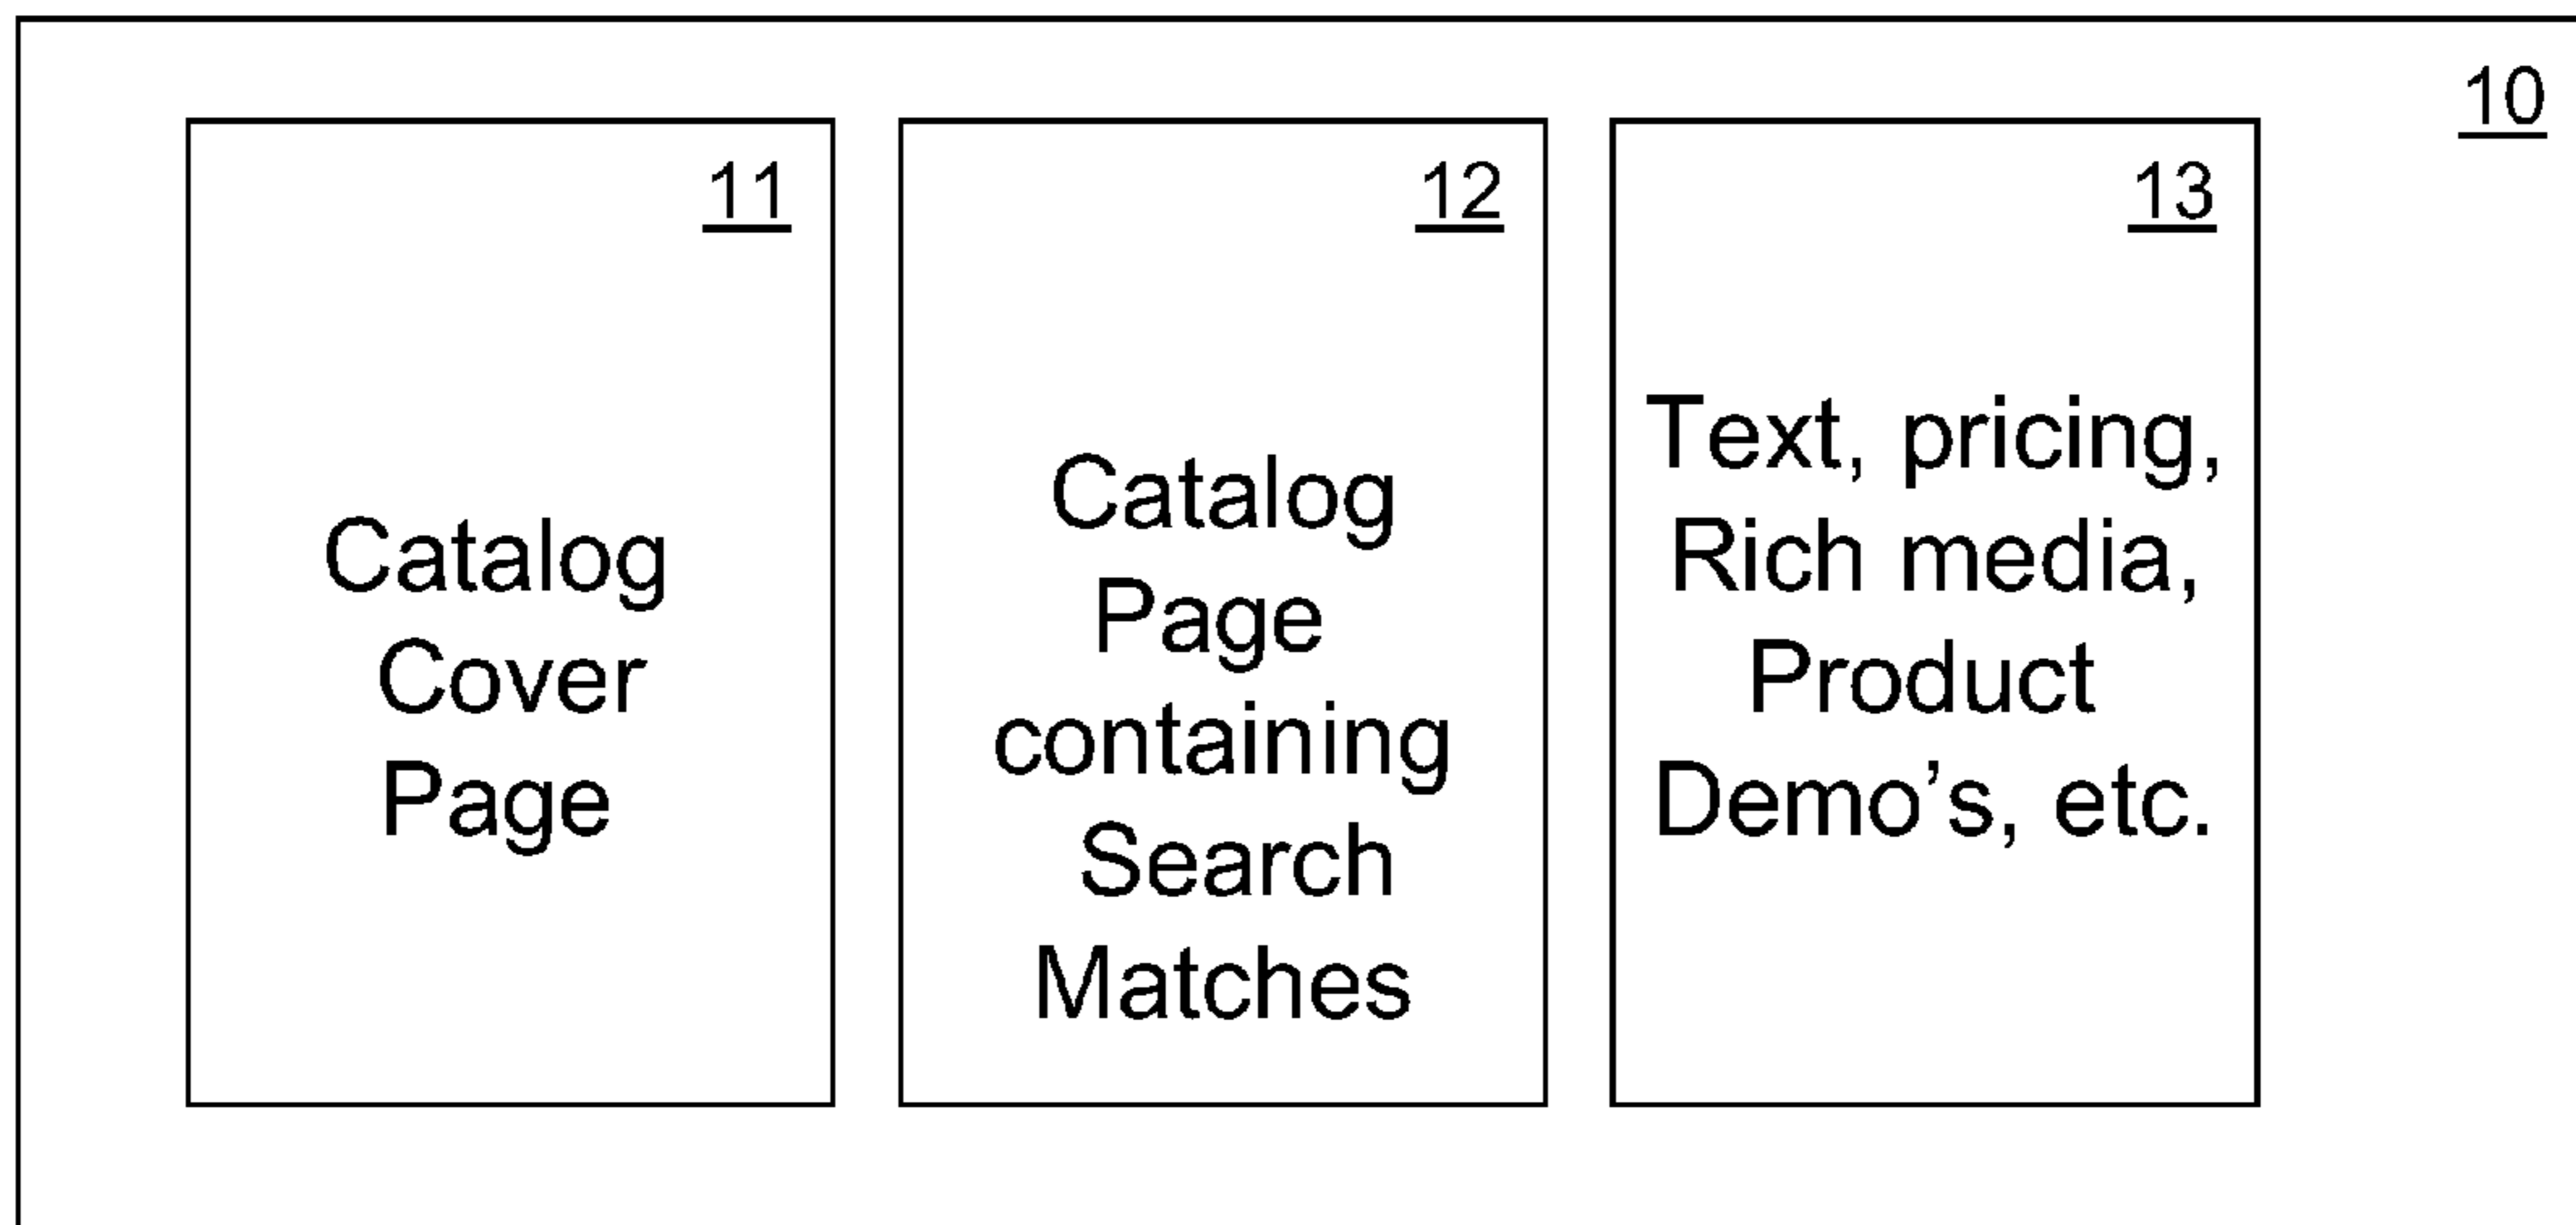 10
11
Catalog
Cover
Page
12
Catalog
Page
containing
Search
Matches
13
Text, pricing,
Rich media,
Product
Demo’s, etc.